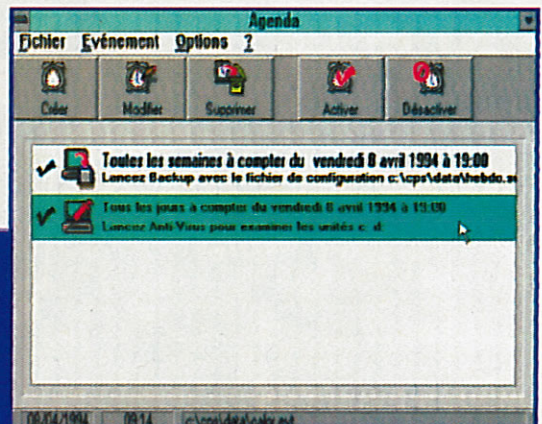 Agenda
Fichier Evénement Options ?
Créer Modifier Supprimer Activer Désactiver
Toutes les semaines à compter du vendredi 8 avril 1994 à 19:00
Lancez Backup avec le fichier de configuration c:\cps\data\hebdo.
Tous les jours à compter du vendredi 8 avril 1994 à 19:00
Lancez Anti-Virus pour examiner les unités c: d:
08/04/1994 09:14